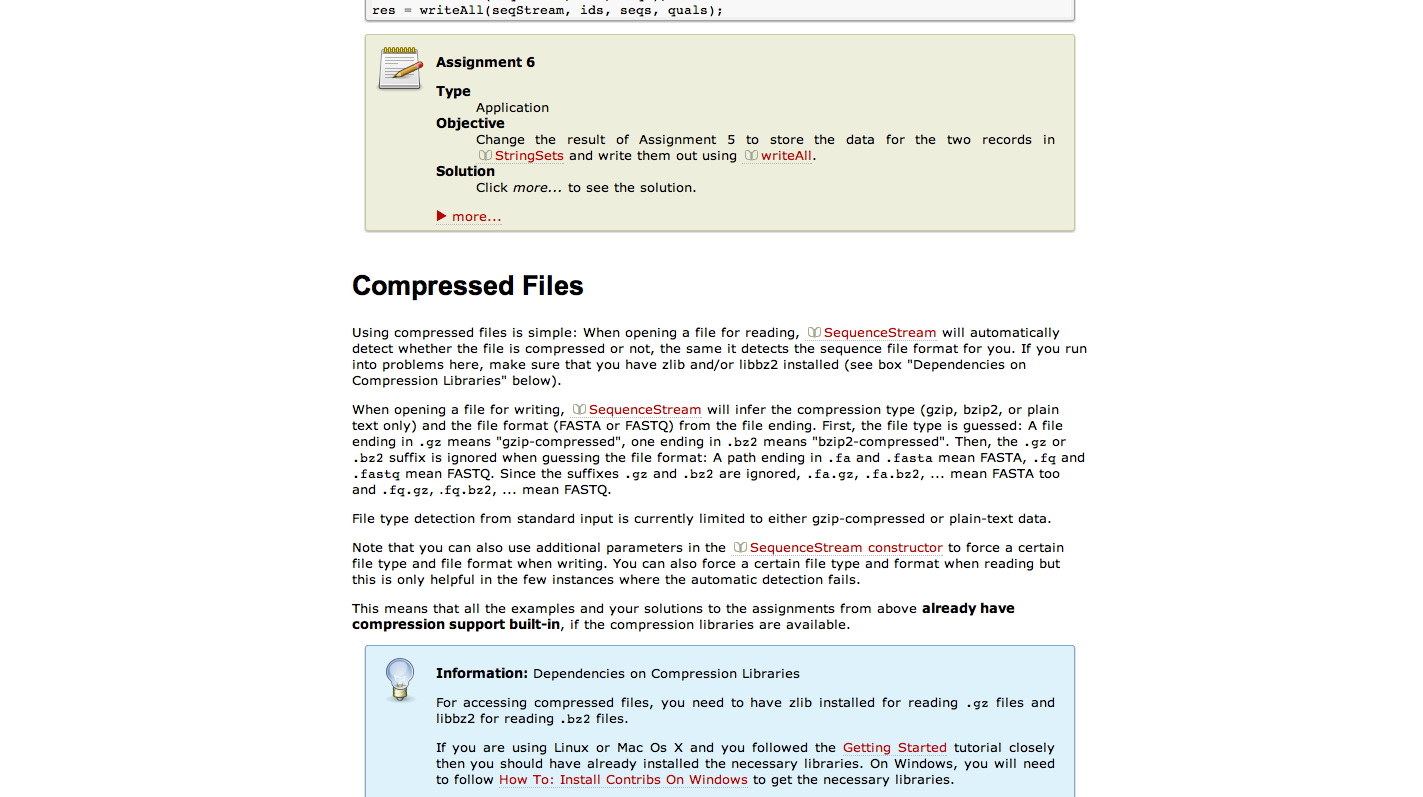 res = writeAll(seqStream, ids, seqs, quals);
Assignment 6
Type
Application
Objective
Change the result of Assignment 5 to store the data for the two records in
StringSets and write them out using writeAll.
Solution
Click more... to see the solution.
more...
Compressed Files
Using compressed files is simple: When opening a file for reading, SequenceStream will automatically
detect whether the file is compressed or not, the same it detects the sequence file format for you. If you run
into problems here, make sure that you have zlib and/or libbz2 installed (see box "Dependencies on
Compression Libraries" below).
When opening a file for writing, SequenceStream will infer the compression type (gzip, bzip2, or plain
text only) and the file format (FASTA or FASTQ) from the file ending. First, the file type is guessed: A file
ending in .gz means "gzip-compressed", one ending in .bz2 means "bzip2-compressed". Then, the .gz or
.bz2 suffix is ignored when guessing the file format: A path ending in .fa and .fasta mean FASTA, .fq and
.fastq mean FASTQ. Since the suffixes .gz and .bz2 are ignored, .fa.gz, .fa.bz2, ... mean FASTA too
and .fq.gz, .fq.bz2, ... mean FASTQ.
File type detection from standard input is currently limited to either gzip-compressed or plain-text data.
Note that you can also use additional parameters in the SequenceStream constructor to force a certain
file type and file format when writing. You can also force a certain file type and format when reading but
this is only helpful in the few instances where the automatic detection fails.
This means that all the examples and your solutions to the assignments from above already have
compression support built-in, if the compression libraries are available.
Information: Dependencies on Compression Libraries
For accessing compressed files, you need to have zlib installed for reading .gz files and
libbz2 for reading .bz2 files.
If you are using Linux or Mac Os X and you followed the Getting Started tutorial closely
then you should have already installed the necessary libraries. On Windows, you will need
to follow How To: Install Contribs On Windows to get the necessary libraries.